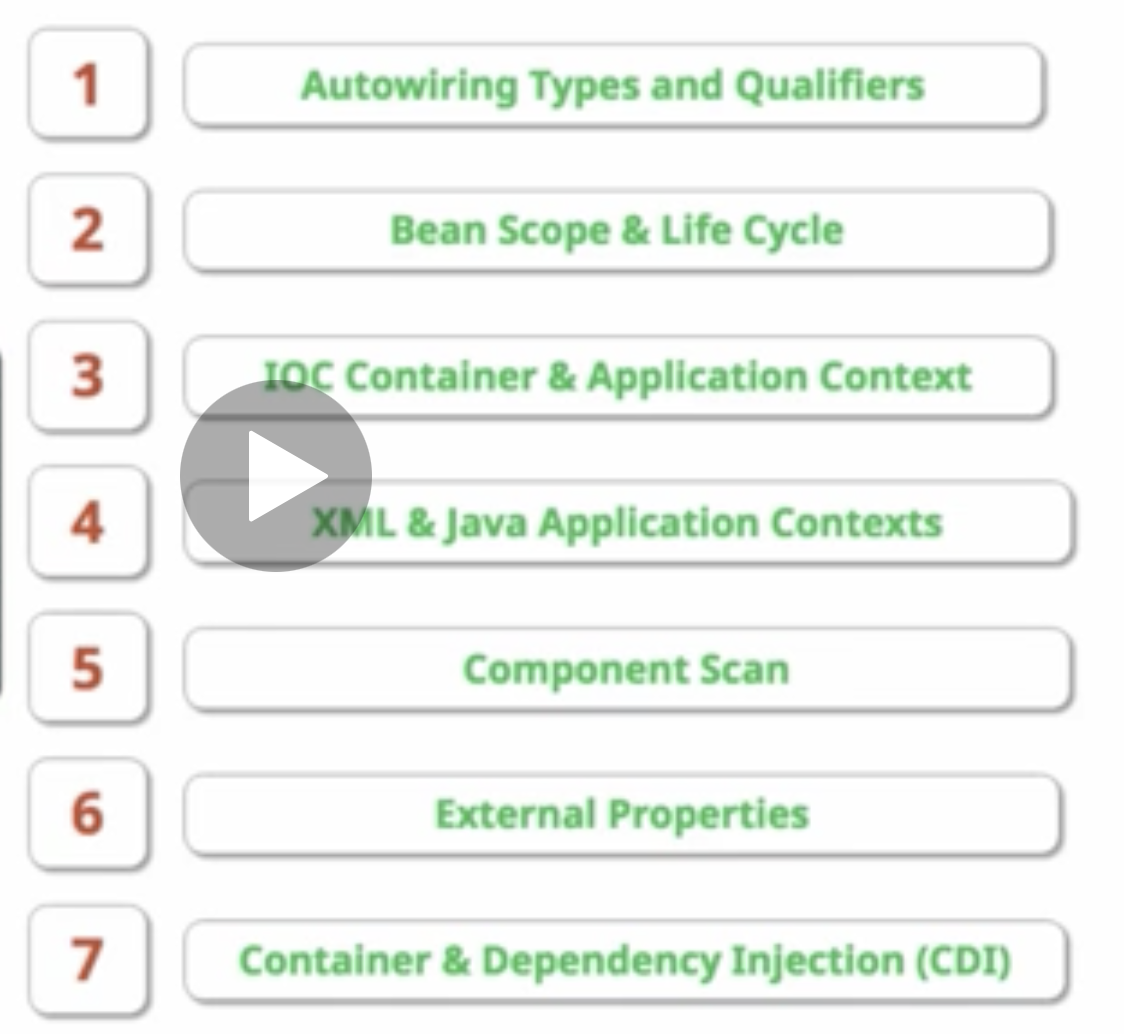 1
Autowiring Types and Qualifiers
2
Bean Scope & Life Cycle
3
IOC Container & Application Context
4
XML & Java Application Contexts
5
Component Scan
6
External Properties
7
Container & Dependency Injection (CDI)